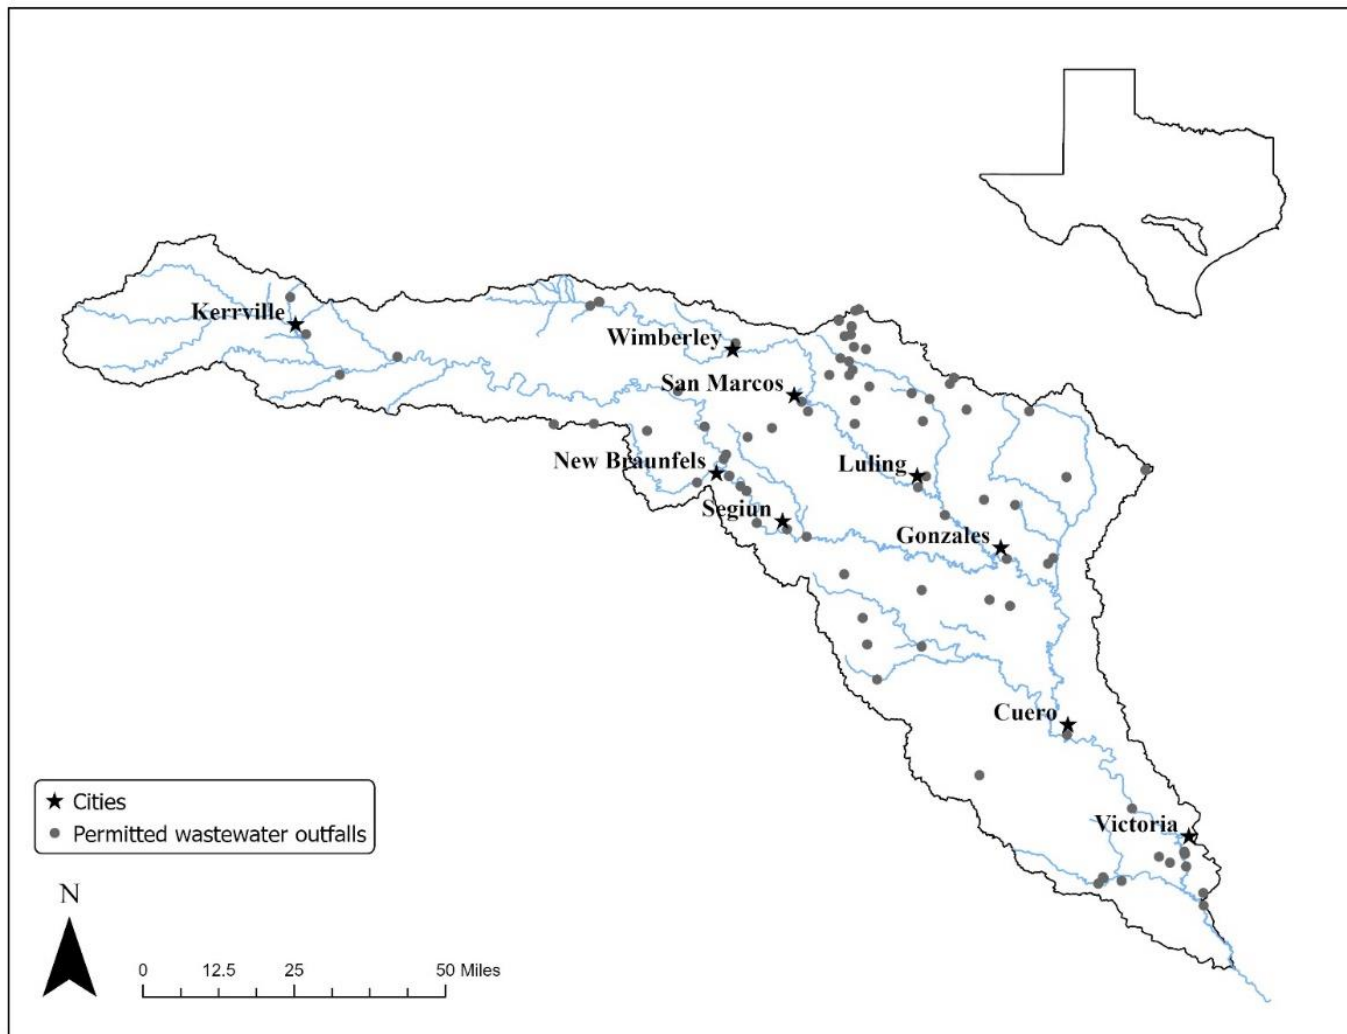 Kerrville
Wimberley
San Marcos
New Braunfels
Luling
Segiun
Gonzales
Cuero
Victoria
Cities
Permitted wastewater outfalls
N
0 12.5 25 50 Miles